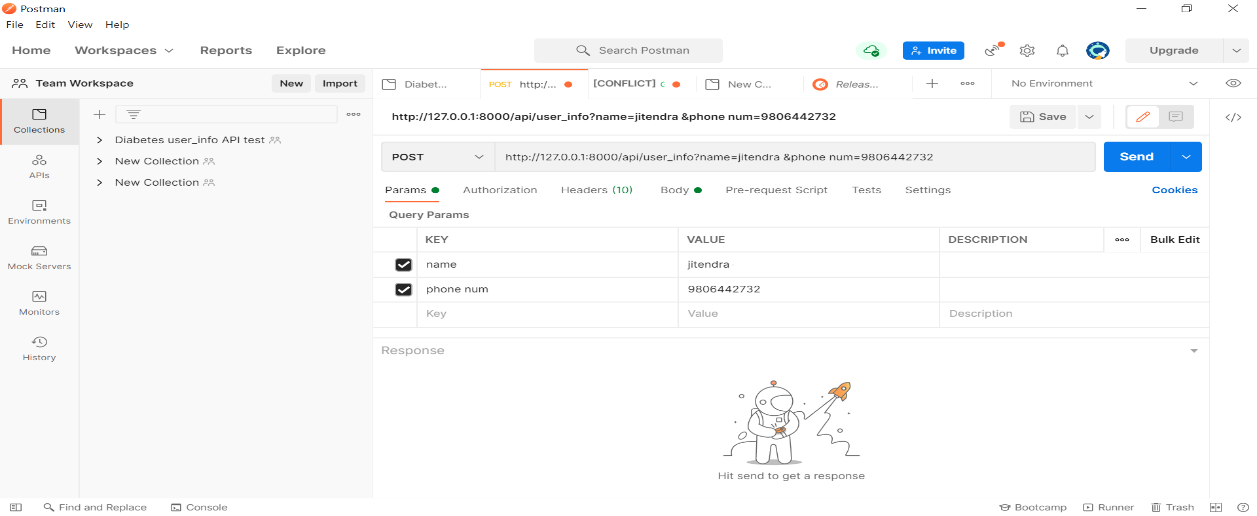 Postman
File Edit View Help
Home Workspaces Reports Explore Search Postman Invite Upgrade
Team Workspace New Import Diabet... POST http:/... [CONFLICT] New C... Releas... No Environment
http://127.0.0.1:8000/api/user_info?name=jitendra &phone num=9806442732 Save
Collections
Diabetes user_info API test
New Collection
New Collection
APIs
Environments
Mock Servers
Monitors
History
POST http://127.0.0.1:8000/api/user_info?name=jitendra &phone num=9806442732 Send
Params Authorization Headers (10) Body Pre-request Script Tests Settings Cookies
Query Params
KEY VALUE DESCRIPTION Bulk Edit
name jitendra
phone num 9806442732
Key Value Description
Response
Hit send to get a response
Find and Replace Console Bootcamp Runner Trash